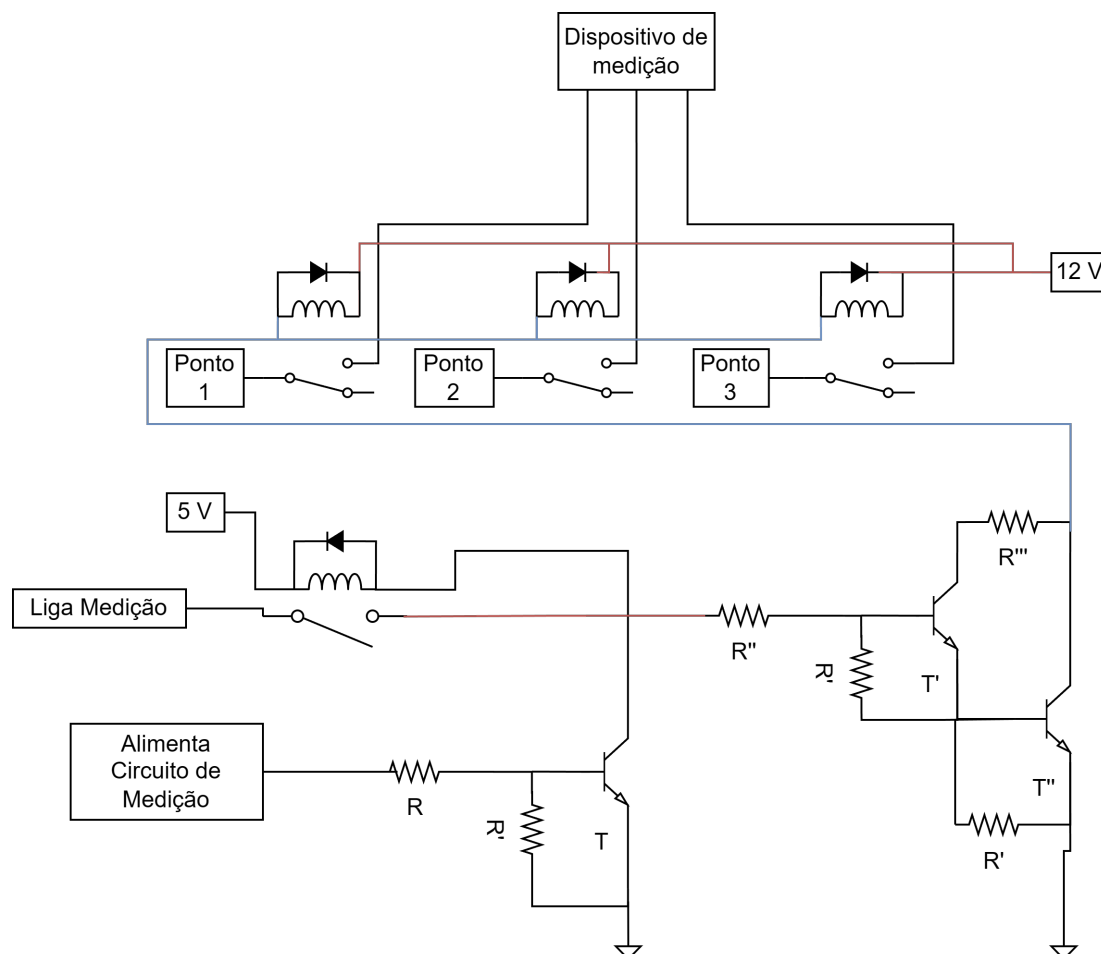 Dispositivo de
medição
12 V
Ponto
1
Ponto
2
Ponto
3
5 V
R'''
Liga Medição
R''
R'
T'
Alimenta
Circuito de
Medição
R
R'
T
T''
R'